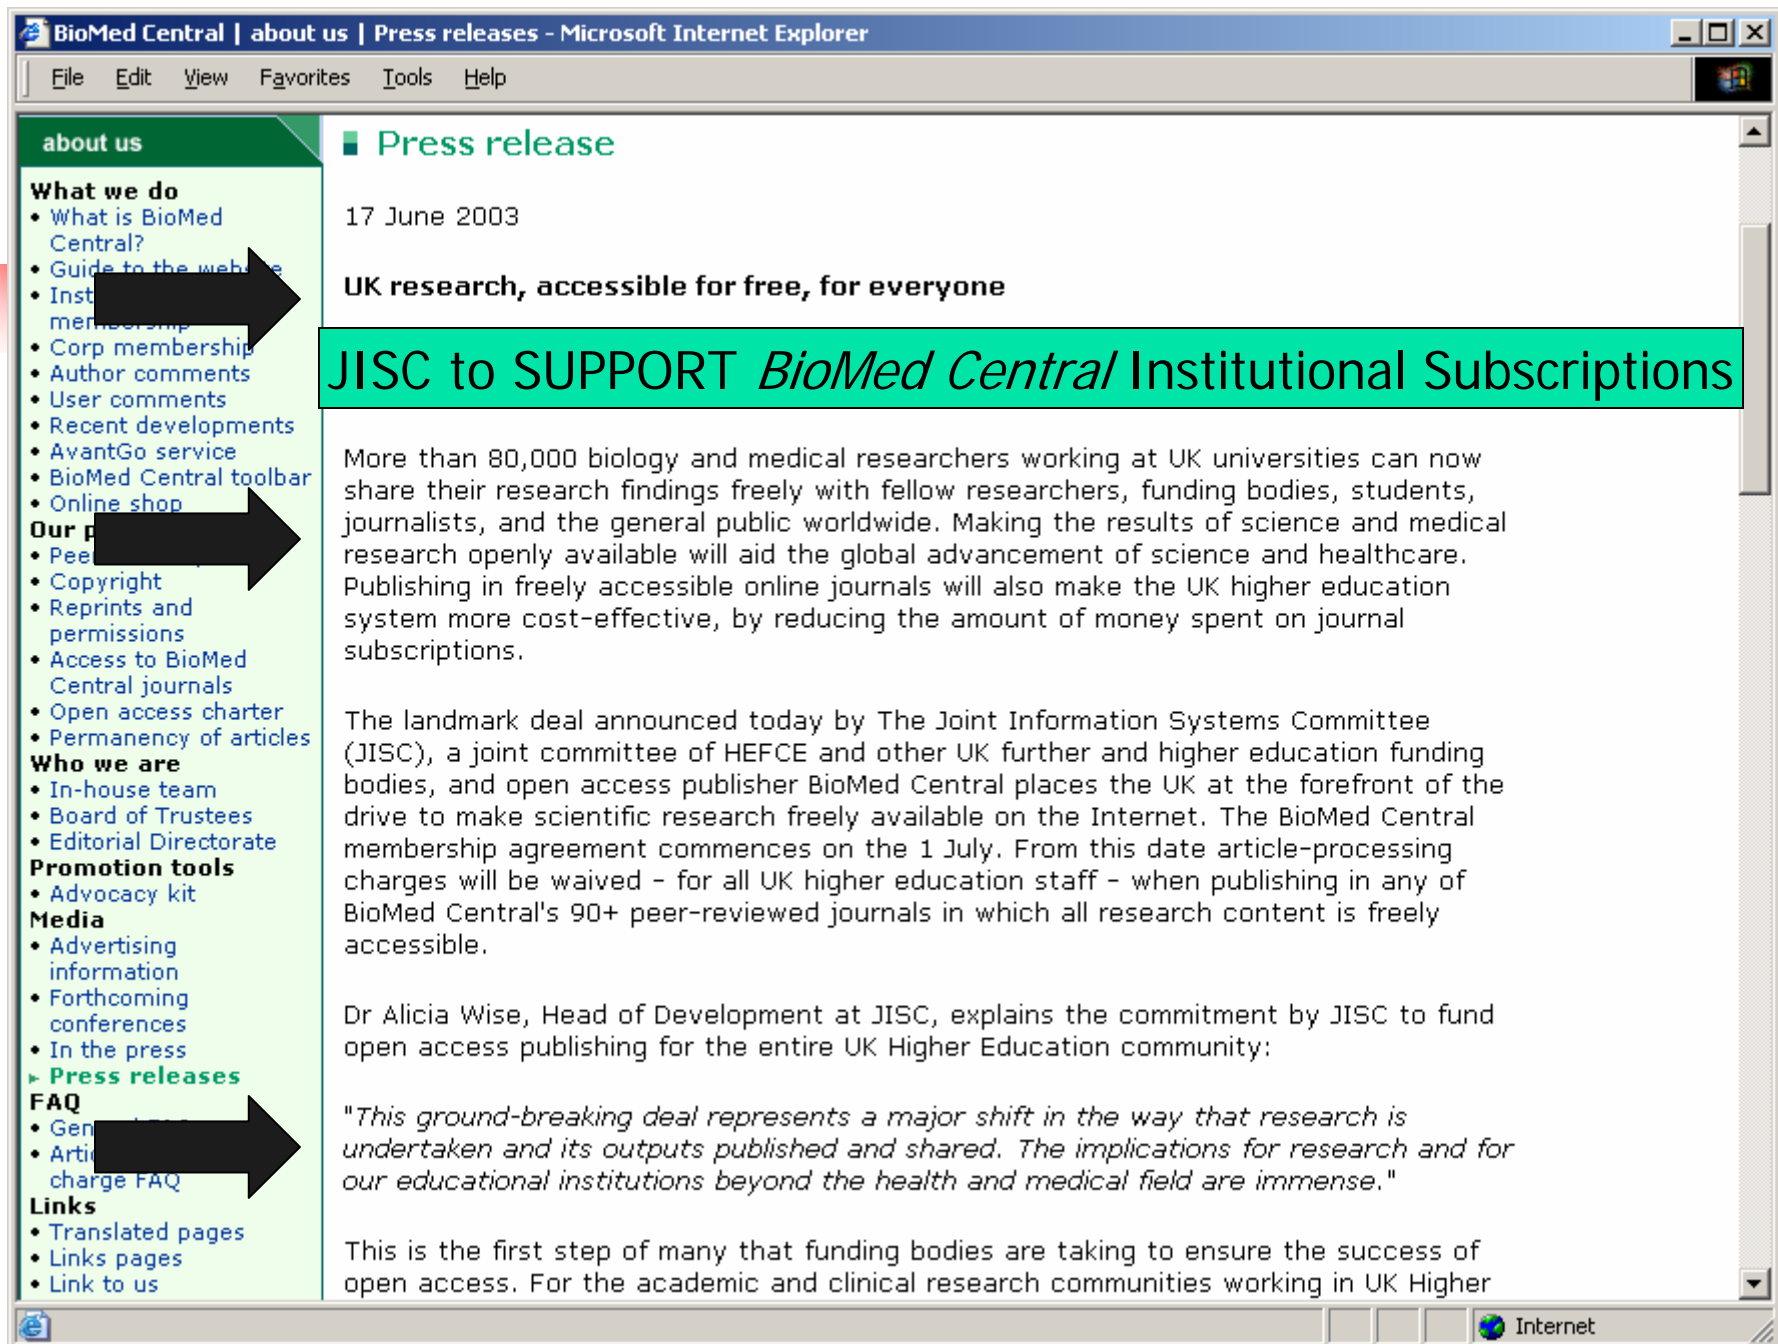 BioMed Central | about us | Press releases - Microsoft Internet Explorer
File Edit View Favorites Tools Help
about us
What we do
• What is BioMed
Central?
• Guide to the website
• Inst
membership
• Corp membership
• Author comments
• User comments
• Recent developments
• AvantGo service
• BioMed Central toolbar
• Online shop
Our p
• Peer
• Copyright
• Reprints and
permissions
• Access to BioMed
Central journals
• Open access charter
• Permanency of articles
Who we are
• In-house team
• Board of Trustees
• Editorial Directorate
Promotion tools
• Advocacy kit
Media
• Advertising
information
• Forthcoming
conferences
• In the press
Press releases
FAQ
• Gen
• Arti
charge FAQ
Links
• Translated pages
• Links pages
• Link to us
Press release
17 June 2003
UK research, accessible for free, for everyone
JISC to SUPPORT BioMed Central Institutional Subscriptions
More than 80,000 biology and medical researchers working at UK universities can now
share their research findings freely with fellow researchers, funding bodies, students,
journalists, and the general public worldwide. Making the results of science and medical
research openly available will aid the global advancement of science and healthcare.
Publishing in freely accessible online journals will also make the UK higher education
system more cost-effective, by reducing the amount of money spent on journal
subscriptions.
The landmark deal announced today by The Joint Information Systems Committee
(JISC), a joint committee of HEFCE and other UK further and higher education funding
bodies, and open access publisher BioMed Central places the UK at the forefront of the
drive to make scientific research freely available on the Internet. The BioMed Central
membership agreement commences on the 1 July. From this date article-processing
charges will be waived - for all UK higher education staff - when publishing in any of
BioMed Central's 90+ peer-reviewed journals in which all research content is freely
accessible.
Dr Alicia Wise, Head of Development at JISC, explains the commitment by JISC to fund
open access publishing for the entire UK Higher Education community:
"This ground-breaking deal represents a major shift in the way that research is
undertaken and its outputs published and shared. The implications for research and for
our educational institutions beyond the health and medical field are immense."
This is the first step of many that funding bodies are taking to ensure the success of
open access. For the academic and clinical research communities working in UK Higher
Internet